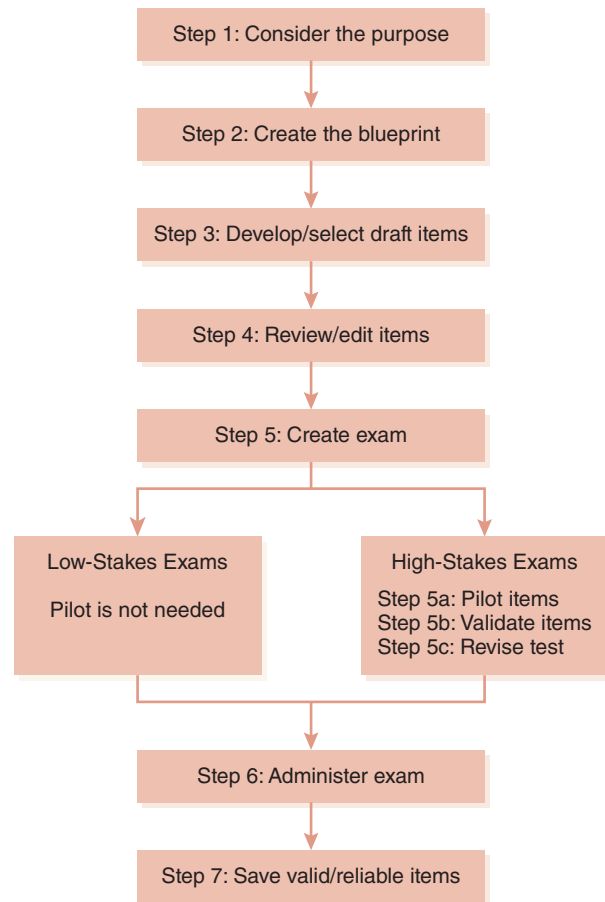 Step 1: Consider the purpose
Step 2: Create the blueprint
Step 3: Develop/select draft items
Step 4: Review/edit items
Step 5: Create exam
Low-Stakes Exams
Pilot is not needed
High-Stakes Exams
Step 5a: Pilot items
Step 5b: Validate items
Step 5c: Revise test
Step 6: Administer exam
Step 7: Save valid/reliable items